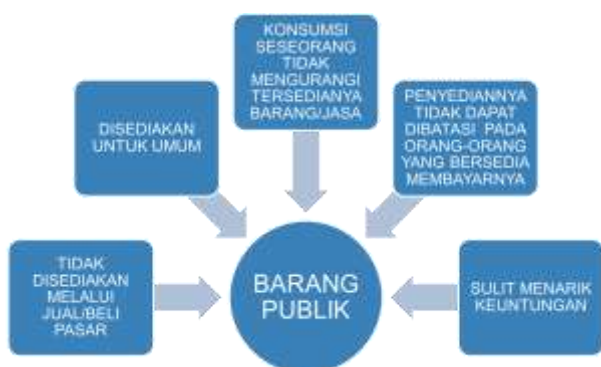 KONSUMSI
SESEORANG
TIDAK
MENGURANGI
TERSEDIANYA
BARANG/JASA
DISEDIAKAN
UNTUK UMUM
PENYEDIANNYA
TIDAK DAPAT
DIBATASI PADA
ORANG-ORANG
YANG BERSEDIA
MEMBAYARNYA
TIDAK
DISEDIAKAN
MELALUI
JUAL/BELI
PASAR
BARANG
PUBLIK
SULIT MENARIK
KEUNTUNGAN